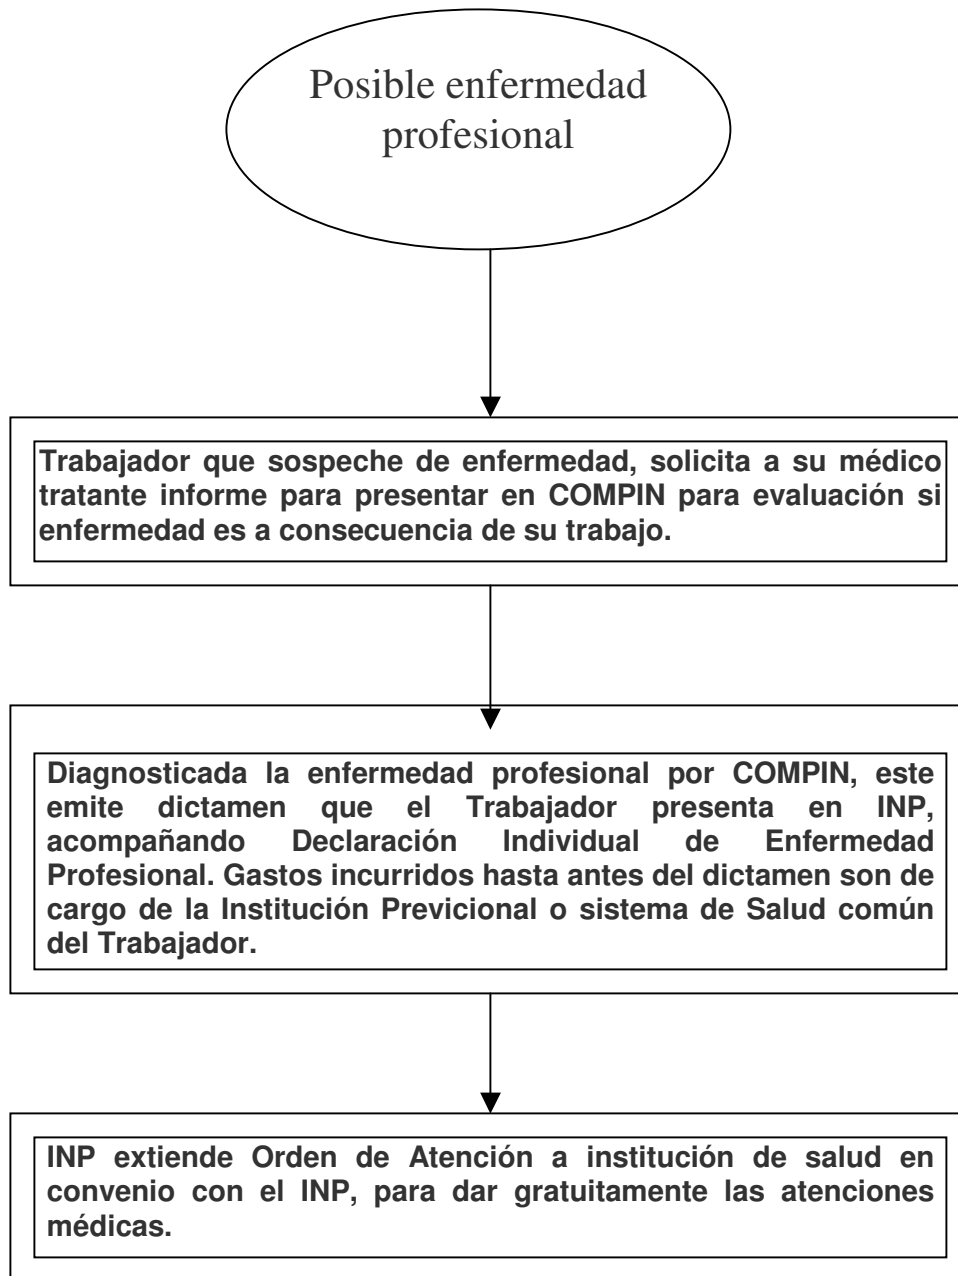 Posible enfermedad
profesional
Trabajador que sospeche de enfermedad, solicita a su médico
tratante informe para presentar en COMPIN para evaluación si
enfermedad es a consecuencia de su trabajo.
Diagnosticada la enfermedad profesional por COMPIN, este
emite dictamen que el Trabajador presenta en INP,
acompañando Declaración Individual de Enfermedad
Profesional. Gastos incurridos hasta antes del dictamen son de
cargo de la Institución Previcional o sistema de Salud común
del Trabajador.
INP extiende Orden de Atención a institución de salud en
convenio con el INP, para dar gratuitamente las atenciones
médicas.